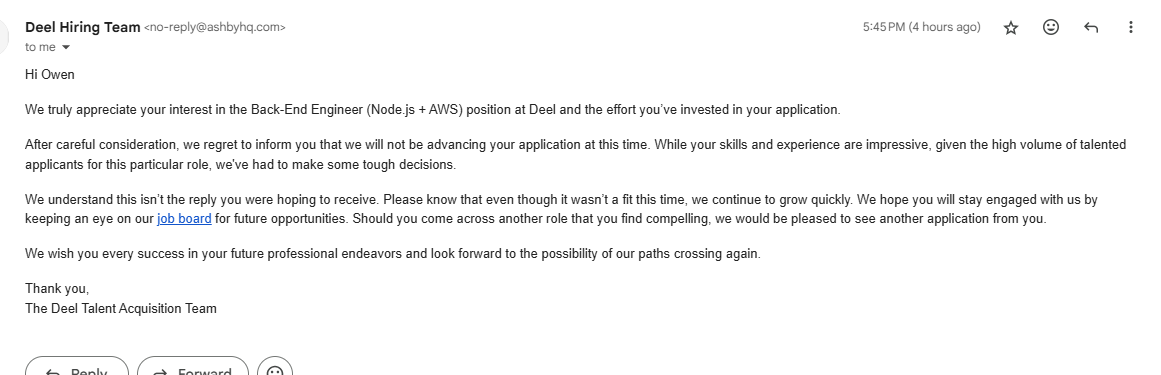 Deel Hiring Team <no-reply@ashbyhq.com> 5:45 PM (4 hours ago)
to me
Hi Owen
We truly appreciate your interest in the Back-End Engineer (Node.js + AWS) position at Deel and the effort you’ve invested in your application.
After careful consideration, we regret to inform you that we will not be advancing your application at this time. While your skills and experience are impressive, given the high volume of talented
applicants for this particular role, we've had to make some tough decisions.
We understand this isn’t the reply you were hoping to receive. Please know that even though it wasn’t a fit this time, we continue to grow quickly. We hope you will stay engaged with us by
keeping an eye on our job board for future opportunities. Should you come across another role that you find compelling, we would be pleased to see another application from you.
We wish you every success in your future professional endeavors and look forward to the possibility of our paths crossing again.
Thank you,
The Deel Talent Acquisition Team
Reply Forward